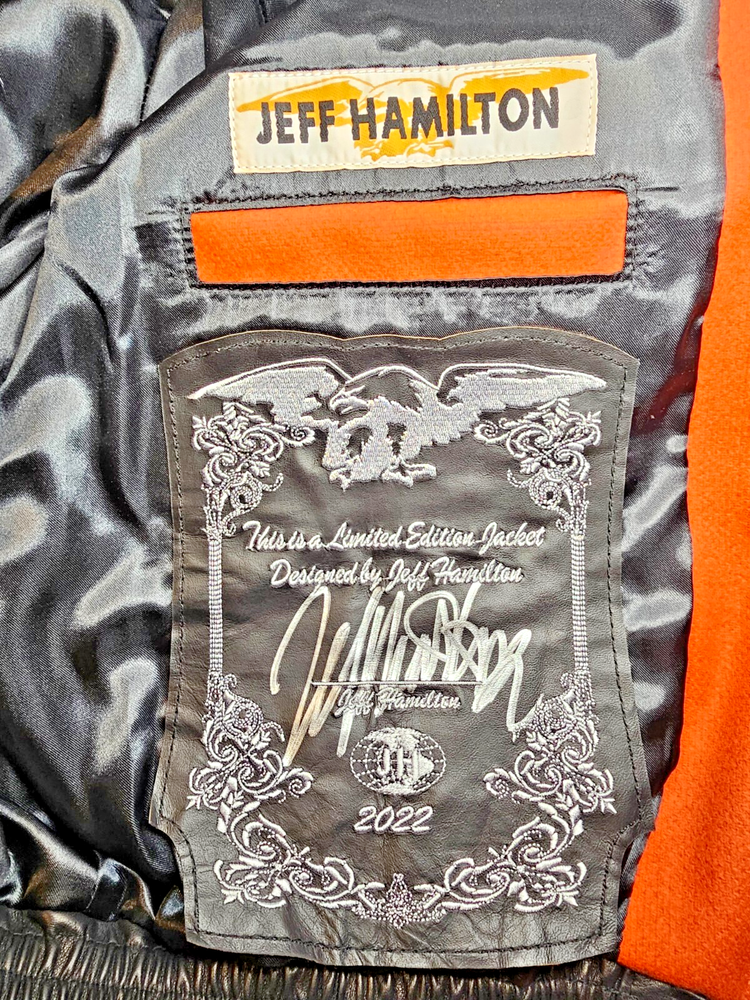 JEFF HAMILTON
This is a Limited Edition Jacket
Designed by Jeff Hamilton
Jeff Hamilton
JH
2022